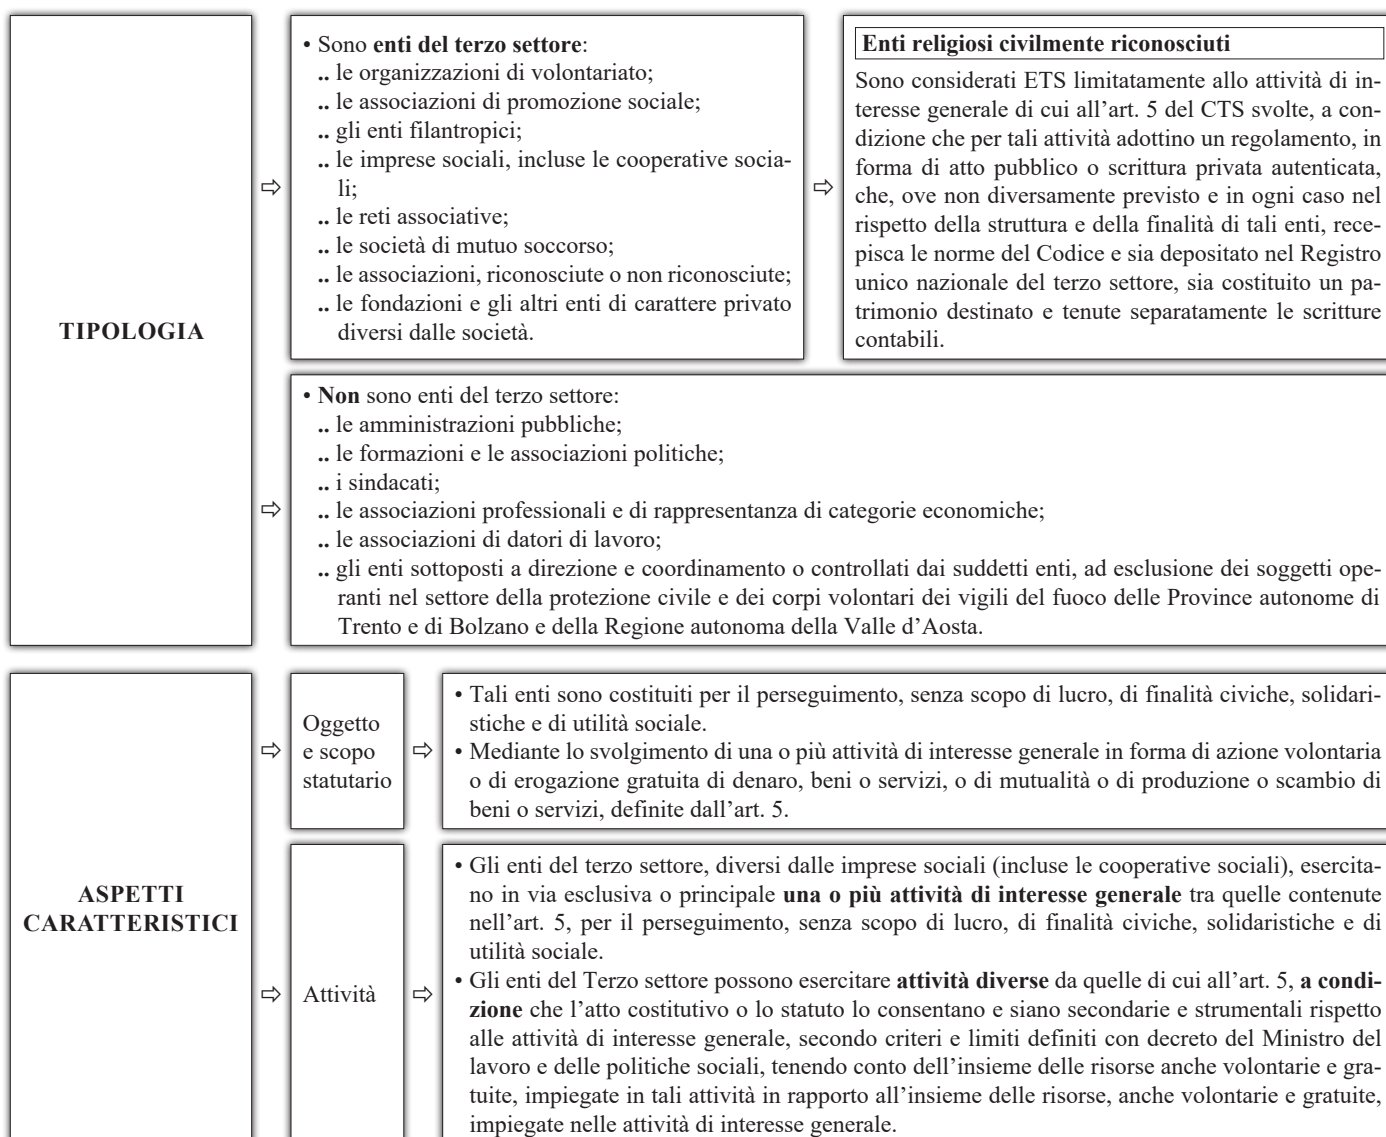 TIPOLOGIA
• Sono enti del terzo settore:
.. le organizzazioni di volontariato;
.. le associazioni di promozione sociale;
.. gli enti filantropici;
.. le imprese sociali, incluse le cooperative socia-
li;
.. le reti associative;
.. le società di mutuo soccorso;
.. le associazioni, riconosciute o non riconosciute;
.. le fondazioni e gli altri enti di carattere privato
diversi dalle società.
Enti religiosi civilmente riconosciuti
Sono considerati ETS limitatamente allo attività di in-
teresse generale di cui all’art. 5 del CTS svolte, a con-
dizione che per tali attività adottino un regolamento, in
forma di atto pubblico o scrittura privata autenticata,
che, ove non diversamente previsto e in ogni caso nel
rispetto della struttura e della finalità di tali enti, rece-
pisca le norme del Codice e sia depositato nel Registro
unico nazionale del terzo settore, sia costituito un pa-
trimonio destinato e tenute separatamente le scritture
contabili.
• Non sono enti del terzo settore:
.. le amministrazioni pubbliche;
.. le formazioni e le associazioni politiche;
.. i sindacati;
.. le associazioni professionali e di rappresentanza di categorie economiche;
.. le associazioni di datori di lavoro;
.. gli enti sottoposti a direzione e coordinamento o controllati dai suddetti enti, ad esclusione dei soggetti ope-
ranti nel settore della protezione civile e dei corpi volontari dei vigili del fuoco delle Province autonome di
Trento e di Bolzano e della Regione autonoma della Valle d’Aosta.
ASPETTI
CARATTERISTICI
Oggetto
e scopo
statutario
• Tali enti sono costituiti per il perseguimento, senza scopo di lucro, di finalità civiche, solidari-
stiche e di utilità sociale.
• Mediante lo svolgimento di una o più attività di interesse generale in forma di azione volontaria
o di erogazione gratuita di denaro, beni o servizi, o di mutualità o di produzione o scambio di
beni o servizi, definite dall’art. 5.
Attività
• Gli enti del terzo settore, diversi dalle imprese sociali (incluse le cooperative sociali), esercita-
no in via esclusiva o principale una o più attività di interesse generale tra quelle contenute
nell’art. 5, per il perseguimento, senza scopo di lucro, di finalità civiche, solidaristiche e di
utilità sociale.
• Gli enti del Terzo settore possono esercitare attività diverse da quelle di cui all’art. 5, a condi-
zione che l’atto costitutivo o lo statuto lo consentano e siano secondarie e strumentali rispetto
alle attività di interesse generale, secondo criteri e limiti definiti con decreto del Ministro del
lavoro e delle politiche sociali, tenendo conto dell’insieme delle risorse anche volontarie e gra-
tuite, impiegate in tali attività in rapporto all’insieme delle risorse, anche volontarie e gratuite,
impiegate nelle attività di interesse generale.